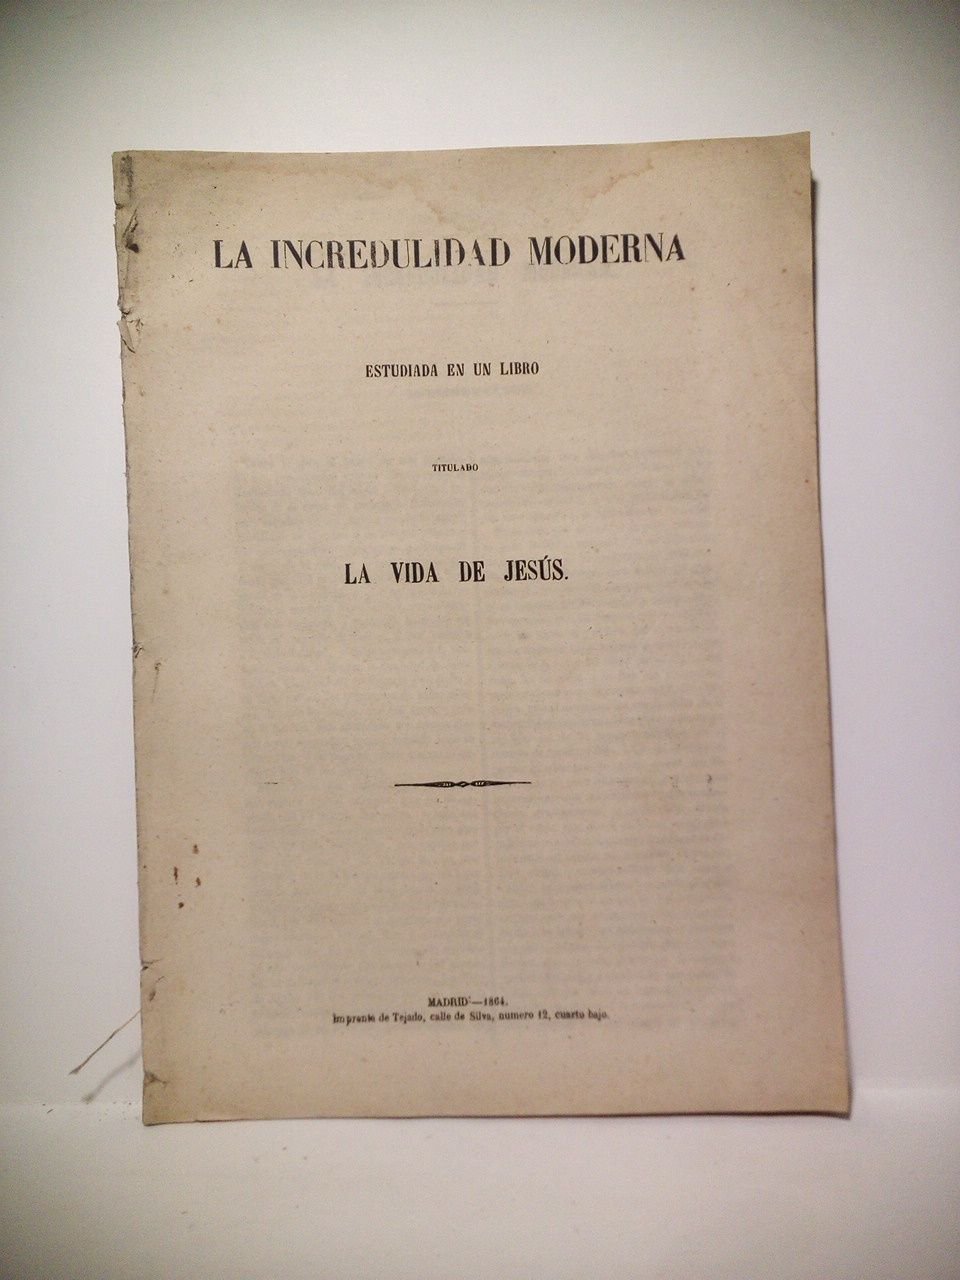 LA INCREDULIDAD MODERNA
ESTUDIADA EN UN LIBRO
TITULADO
LA VIDA DE JESÚS.
MADRID:—1864.
Imprenta de Tejado, calle de Silva, numero 12, cuarto bajo.